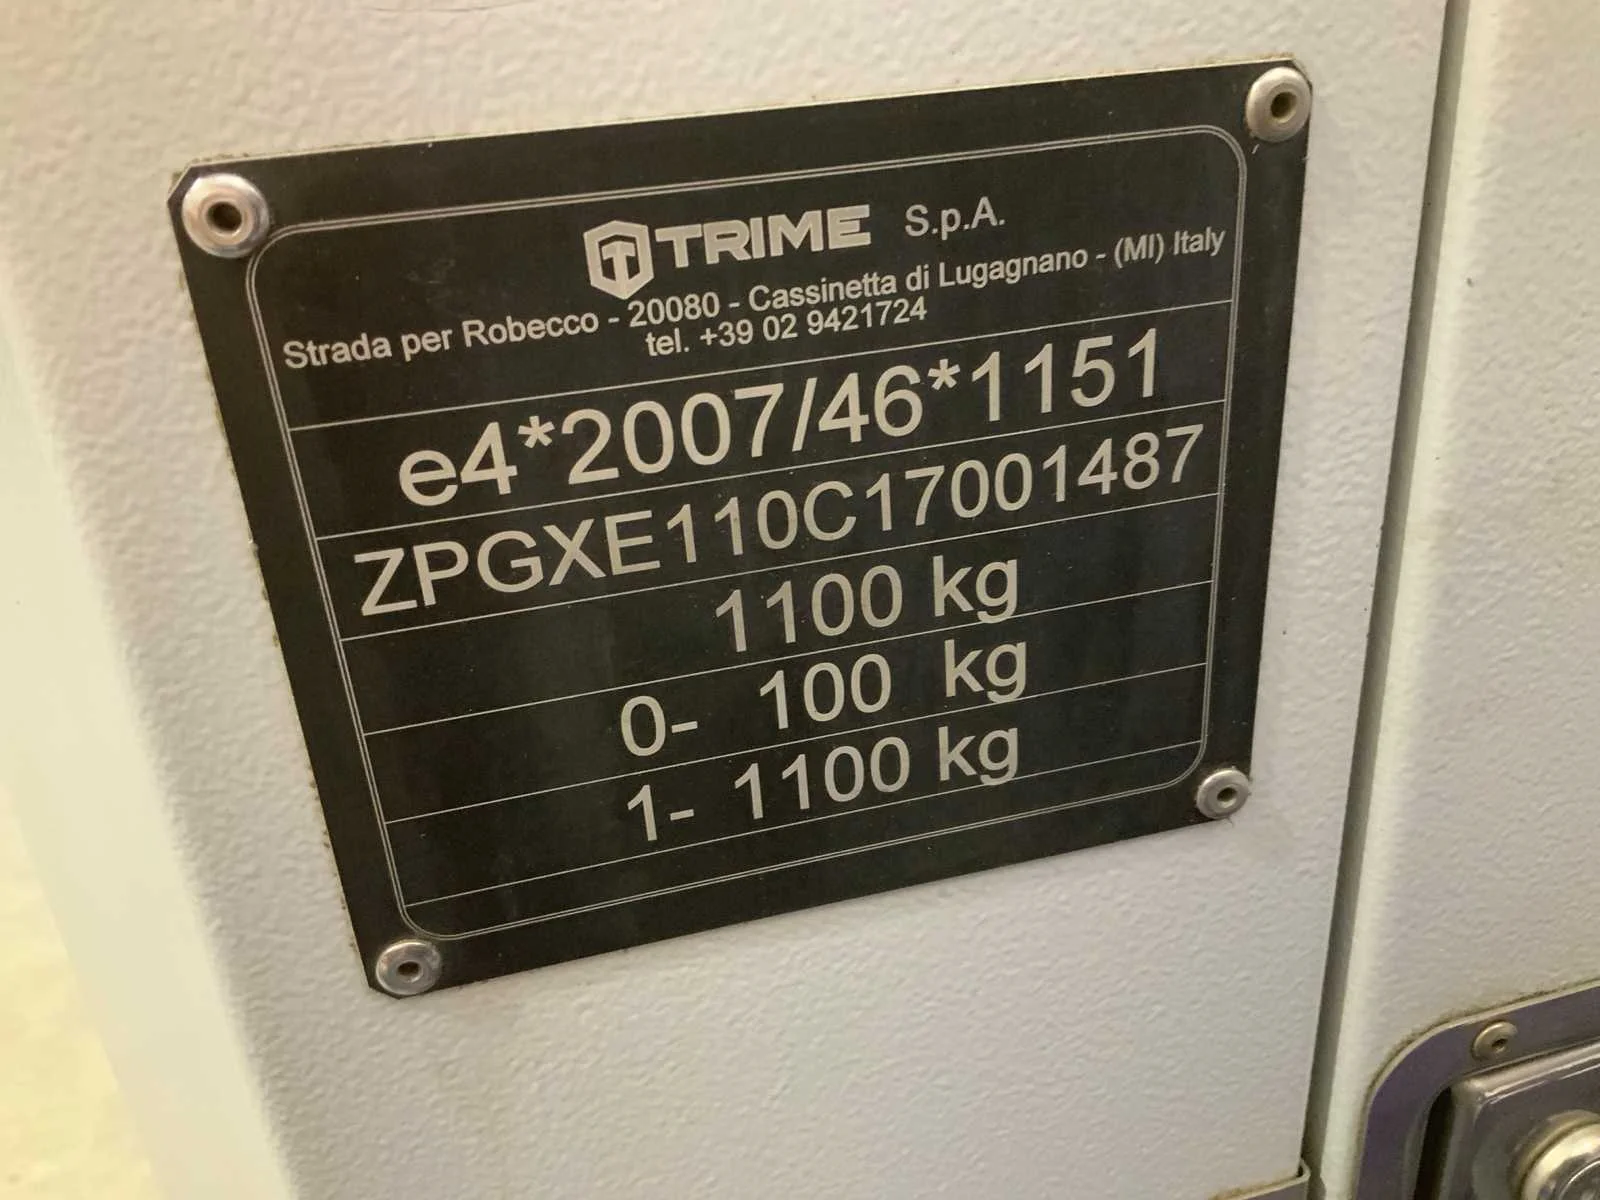 TRIME S.p.A.
Strada per Robecco - 20080 - Cassinetta di Lugagnano - (MI) Italy
tel. +39 02 9421724
e4*2007/46*1151
ZPGXE110C17001487
1100 kg
0- 100 kg
1- 1100 kg